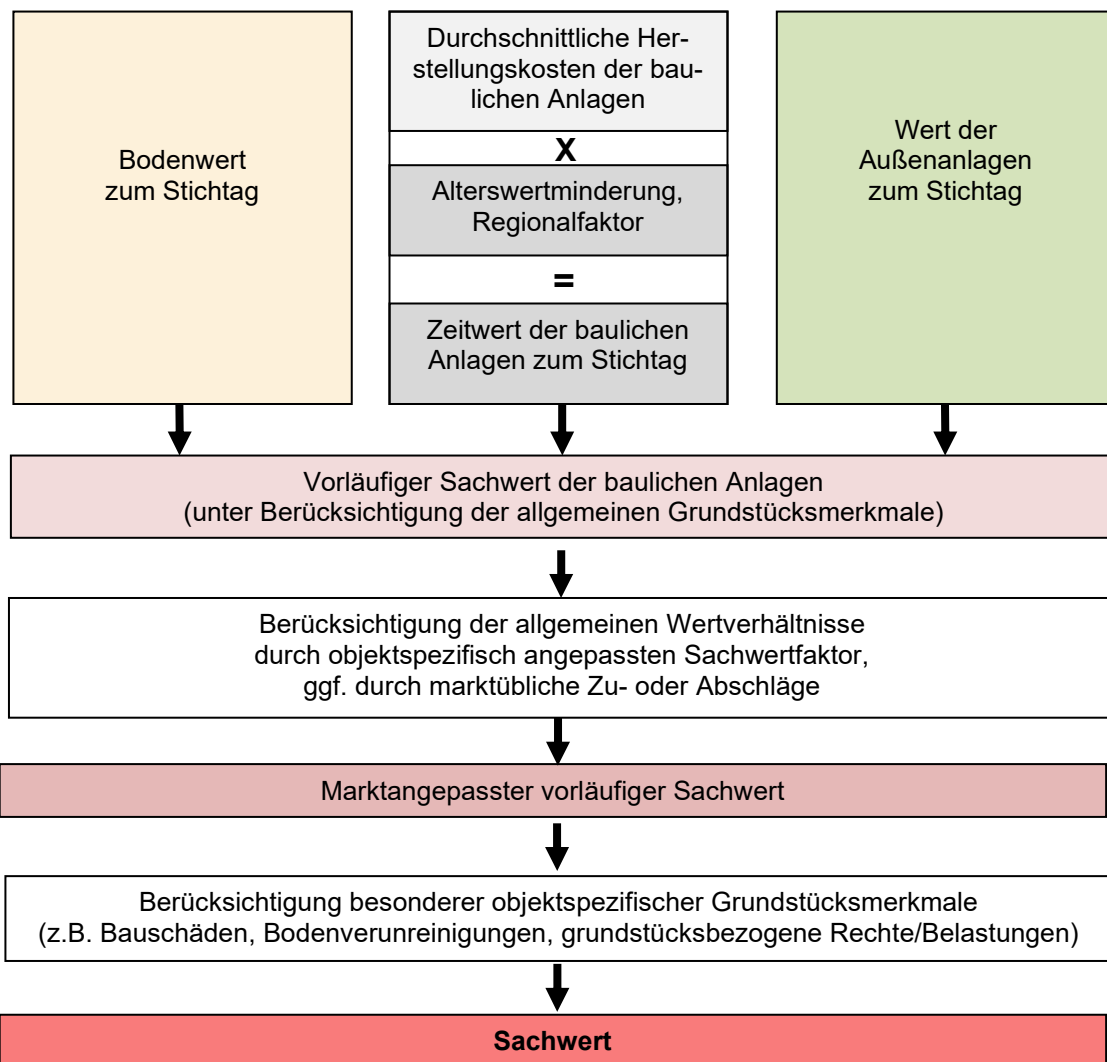 Bodenwert
zum Stichtag
Durchschnittliche Her-
stellungskosten der bau-
lichen Anlagen
X
Alterswertminderung,
Regionalfaktor
=
Zeitwert der baulichen
Anlagen zum Stichtag
Wert der
Außenanlagen
zum Stichtag
Vorläufiger Sachwert der baulichen Anlagen
(unter Berücksichtigung der allgemeinen Grundstücksmerkmale)
Berücksichtigung der allgemeinen Wertverhältnisse
durch objektspezifisch angepassten Sachwertfaktor,
ggf. durch marktübliche Zu- oder Abschläge
Marktangepasster vorläufiger Sachwert
Berücksichtigung besonderer objektspezifischer Grundstücksmerkmale
(z.B. Bauschäden, Bodenverunreinigungen, grundstücksbezogene Rechte/Belastungen)
Sachwert